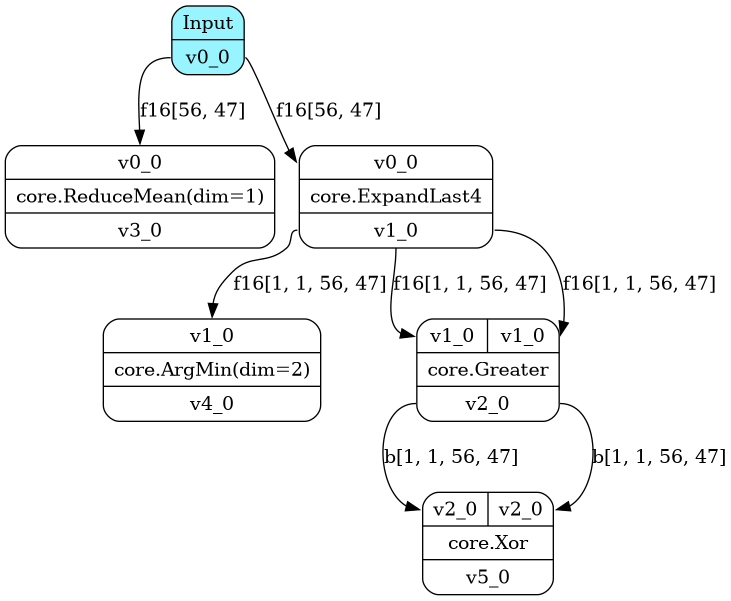 Input
v0_0
f16[56, 47]
f16[56, 47]
v0_0
core.ReduceMean(dim=1)
v3_0
v0_0
core.ExpandLast4
v1_0
f16[1, 1, 56, 47]
f16[1, 1, 56, 47]
f16[1, 1, 56, 47]
v1_0
core.ArgMin(dim=2)
v4_0
v1_0 v1_0
core.Greater
v2_0
b[1, 1, 56, 47]
b[1, 1, 56, 47]
v2_0 v2_0
core.Xor
v5_0